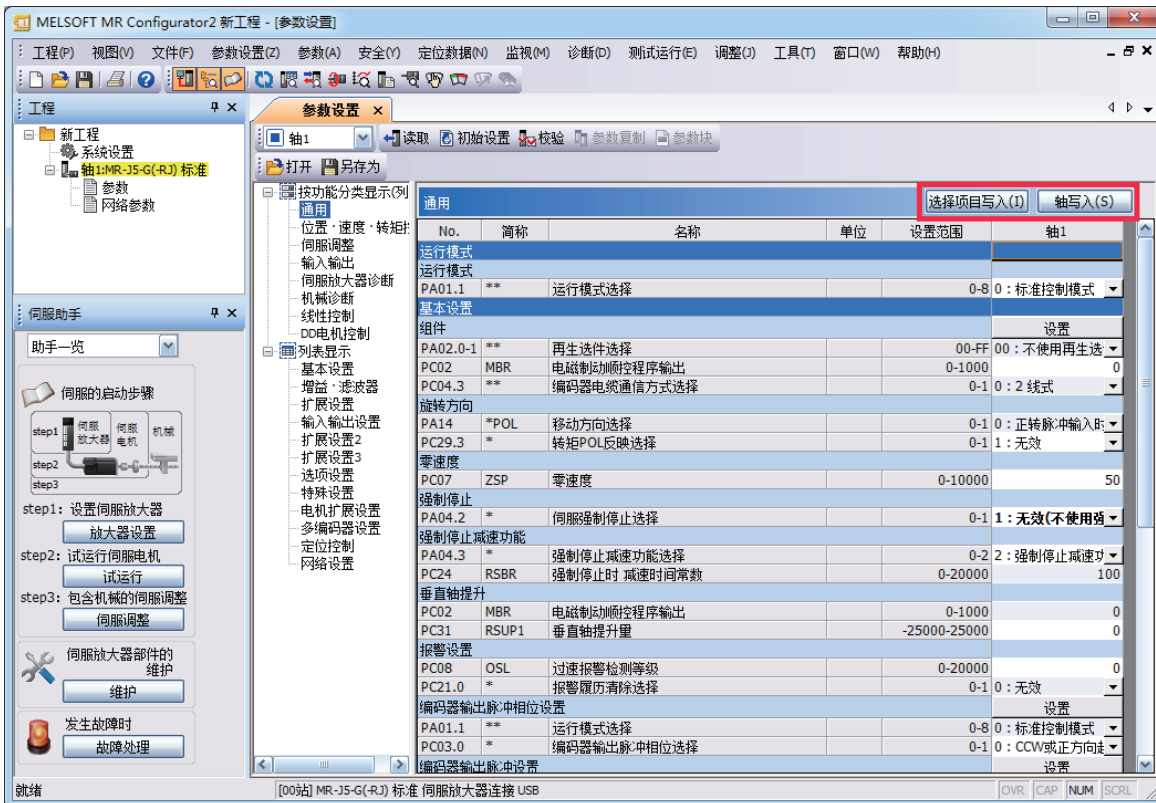 MELSOFT MR Configurator2 新工程 - [参数设置]
工程(P) 视图(V) 文件(F) 参数设置(Z) 参数(A) 安全(Y) 定位数据(N) 监视(M) 诊断(D) 测试运行(E) 调整(J) 工具(T) 窗口(W) 帮助(H)
工程
新工程
系统设置
轴1:MR-J5-G(-RJ) 标准
参数
网络参数
伺服助手
助手一览
伺服的启动步骤
step1 伺服放大器 伺服电机 机械
step2
step3
step1: 设置伺服放大器
放大器设置
step2: 试运行伺服电机
试运行
step3: 包含机械的伺服调整
伺服调整
伺服放大器部件的
维护
维护
发生故障时
故障处理
参数设置
轴1 读取 初始设置 校验 参数复制 参数块
打开 另存为
按功能分类显示(列
通用
位置·速度·转矩
伺服调整
输入输出
伺服放大器诊断
机械诊断
线性控制
DD电机控制
列表显示
基本设置
增益·滤波器
扩展设置
输入输出设置
扩展设置2
扩展设置3
选项设置
特殊设置
电机扩展设置
多编码器设置
定位控制
网络设置
通用 选择项目写入(I) 轴写入(S)
No. 简称 名称 单位 设置范围 轴1
运行模式
运行模式
PA01.1 ** 运行模式选择 0-8 0 : 标准控制模式
基本设置
组件 设置
PA02.0-1 ** 再生选件选择 00-FF 00 : 不使用再生选
PC02 MBR 电磁制动顺控程序输出 0-1000 0
PC04.3 ** 编码器电缆通信方式选择 0-1 0 : 2 线式
旋转方向
PA14 *POL 移动方向选择 0-1 0 : 正转脉冲输入时
PC29.3 * 转矩POL反映选择 0-1 1 : 无效
零速度
PC07 ZSP 零速度 0-10000 50
强制停止
PA04.2 * 伺服强制停止选择 0-1 1 : 无效(不使用强
强制停止减速功能
PA04.3 * 强制停止减速功能选择 0-2 2 : 强制停止减速功
PC24 RSBR 强制停止时 减速时间常数 0-20000 100
垂直轴提升
PC02 MBR 电磁制动顺控程序输出 0-1000 0
PC31 RSUP1 垂直轴提升量 -25000-25000 0
报警设置
PC08 OSL 过速报警检测等级 0-20000 0
PC21.0 * 报警履历清除选择 0-1 0 : 无效
编码器输出脉冲相位设置 设置
PA01.1 ** 运行模式选择 0-8 0 : 标准控制模式
PC03.0 * 编码器输出脉冲相位选择 0-1 0 : CCW或正方向
编码器输出脉冲设置 设置
就绪 [00站] MR-J5-G(-RJ) 标准 伺服放大器连接 USB OVR CAP NUM SCRL